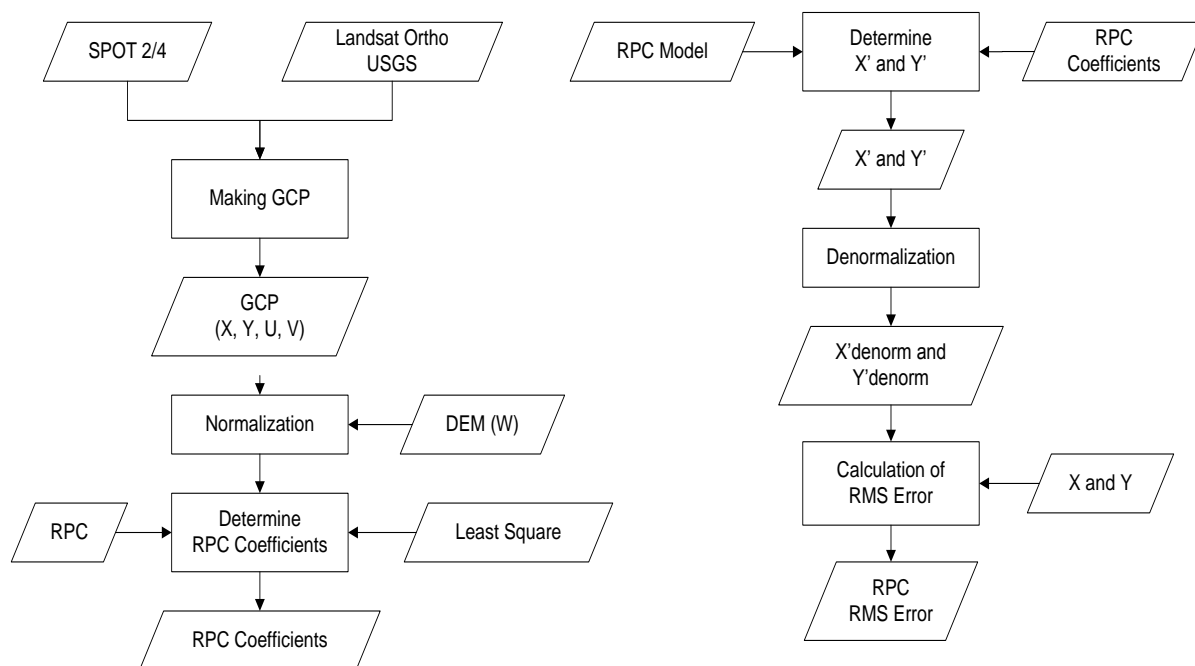 SPOT 2/4
Landsat Ortho
USGS
Making GCP
GCP
(X, Y, U, V)
Normalization
DEM (W)
RPC
Determine
RPC Coefficients
Least Square
RPC Coefficients
RPC Model
Determine
X’ and Y’
RPC
Coefficients
X’ and Y’
Denormalization
X’denorm and
Y’denorm
Calculation of
RMS Error
X and Y
RPC
RMS Error